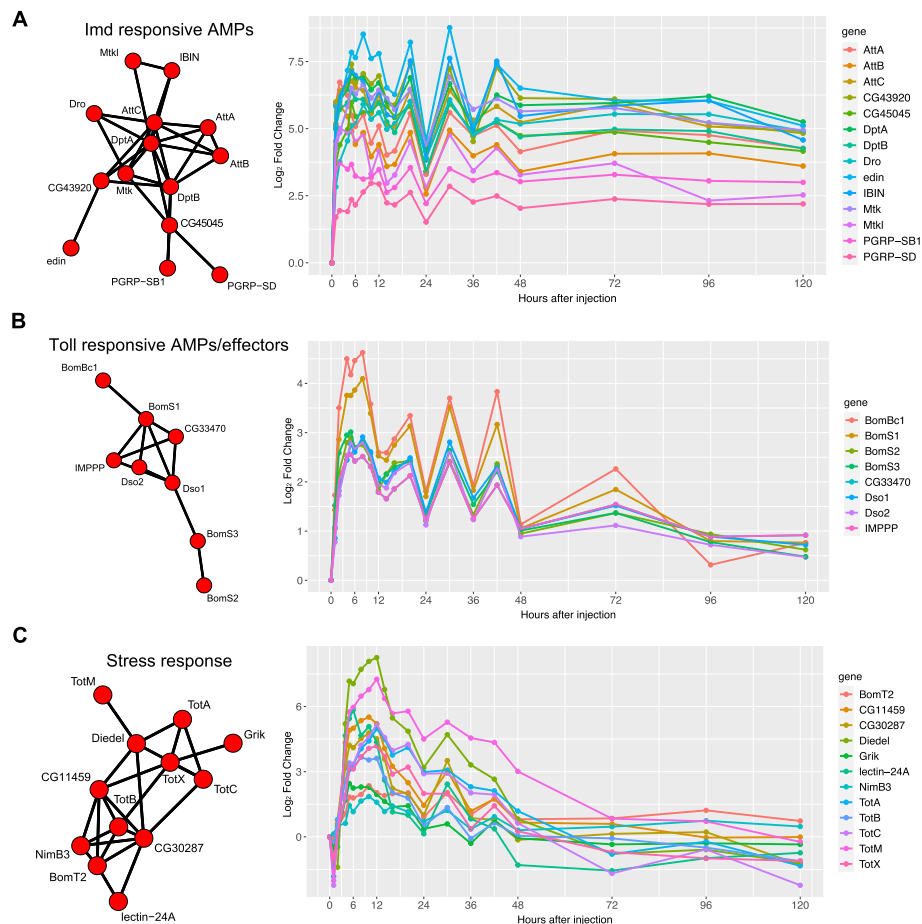 A
Imd responsive AMPs
Mtkl
IBIN
Dro
AttC
AttA
DptA
AttB
CG43920
Mtk
DptB
CG45045
edin
PGRP−SB1
PGRP−SD
Log₂ Fold Change
7.5
5.0
2.5
0.0
0 6 12 24 36 48 72 96 120
Hours after injection
gene
AttA
AttB
AttC
CG43920
CG45045
DptA
DptB
Dro
edin
IBIN
Mtk
Mtkl
PGRP−SB1
PGRP−SD
B
Toll responsive AMPs/effectors
BomBc1
BomS1
CG33470
IMPPP
Dso2
Dso1
BomS3
BomS2
Log₂ Fold Change
4
3
2
1
0
0 6 12 24 36 48 72 96 120
Hours after injection
gene
BomBc1
BomS1
BomS2
BomS3
CG33470
Dso1
Dso2
IMPPP
C
Stress response
TotM
TotA
Diedel
Grik
TotX
CG11459
TotC
TotB
NimB3
CG30287
BomT2
lectin−24A
Log₂ Fold Change
6
3
0
0 6 12 24 36 48 72 96 120
Hours after injection
gene
BomT2
CG11459
CG30287
Diedel
Grik
lectin−24A
NimB3
TotA
TotB
TotC
TotM
TotX